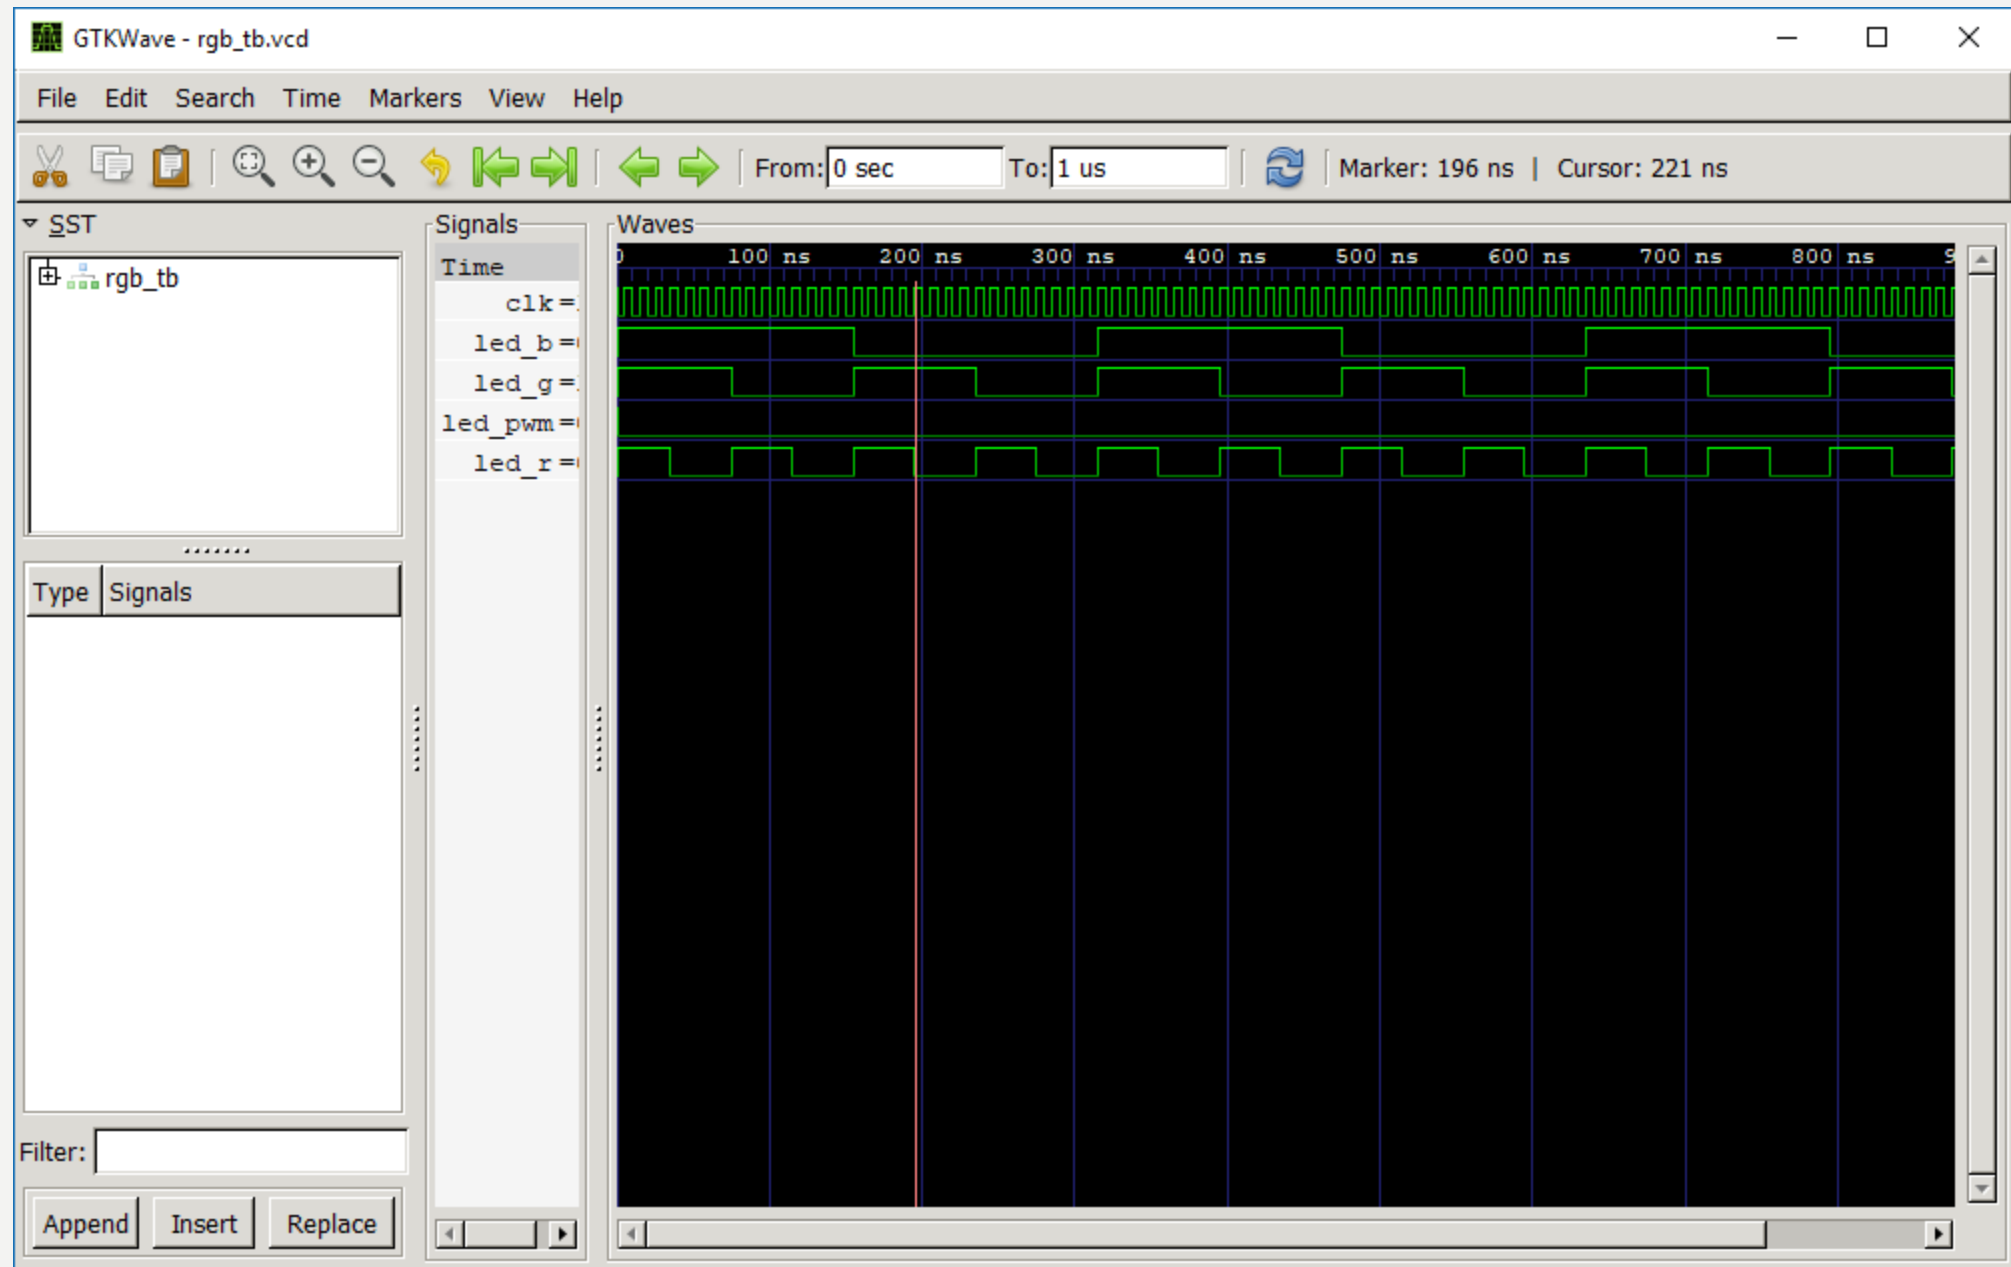 GTKWave - rgb_tb.vcd
File Edit Search Time Markers View Help
From: 0 sec To: 1 us Marker: 196 ns | Cursor: 221 ns
SST
rgb_tb
Type Signals
Filter:
Append Insert Replace
Signals
Time
clk=
led_b=
led_g=
led_pwm=
led_r=
Waves
100 ns 200 ns 300 ns 400 ns 500 ns 600 ns 700 ns 800 ns